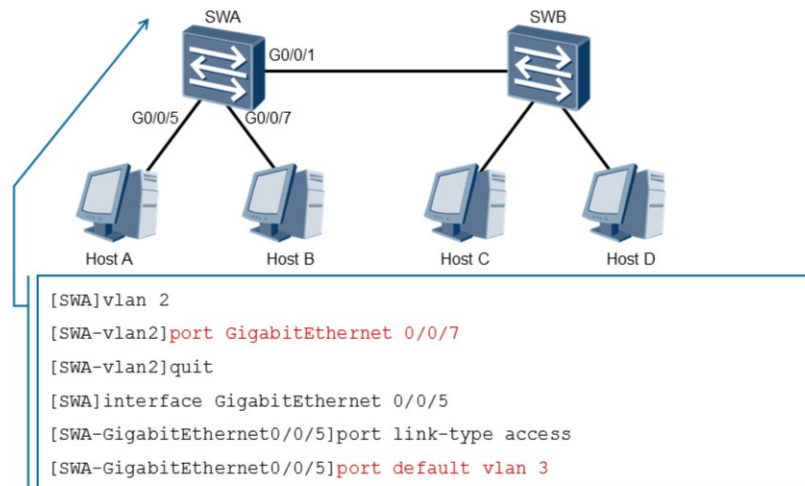 SWA
SWB
G0/0/1
G0/0/5
G0/0/7
Host A
Host B
Host C
Host D
[SWA]vlan 2
[SWA-vlan2]port GigabitEthernet 0/0/7
[SWA-vlan2]quit
[SWA]interface GigabitEthernet 0/0/5
[SWA-GigabitEthernet0/0/5]port link-type access
[SWA-GigabitEthernet0/0/5]port default vlan 3